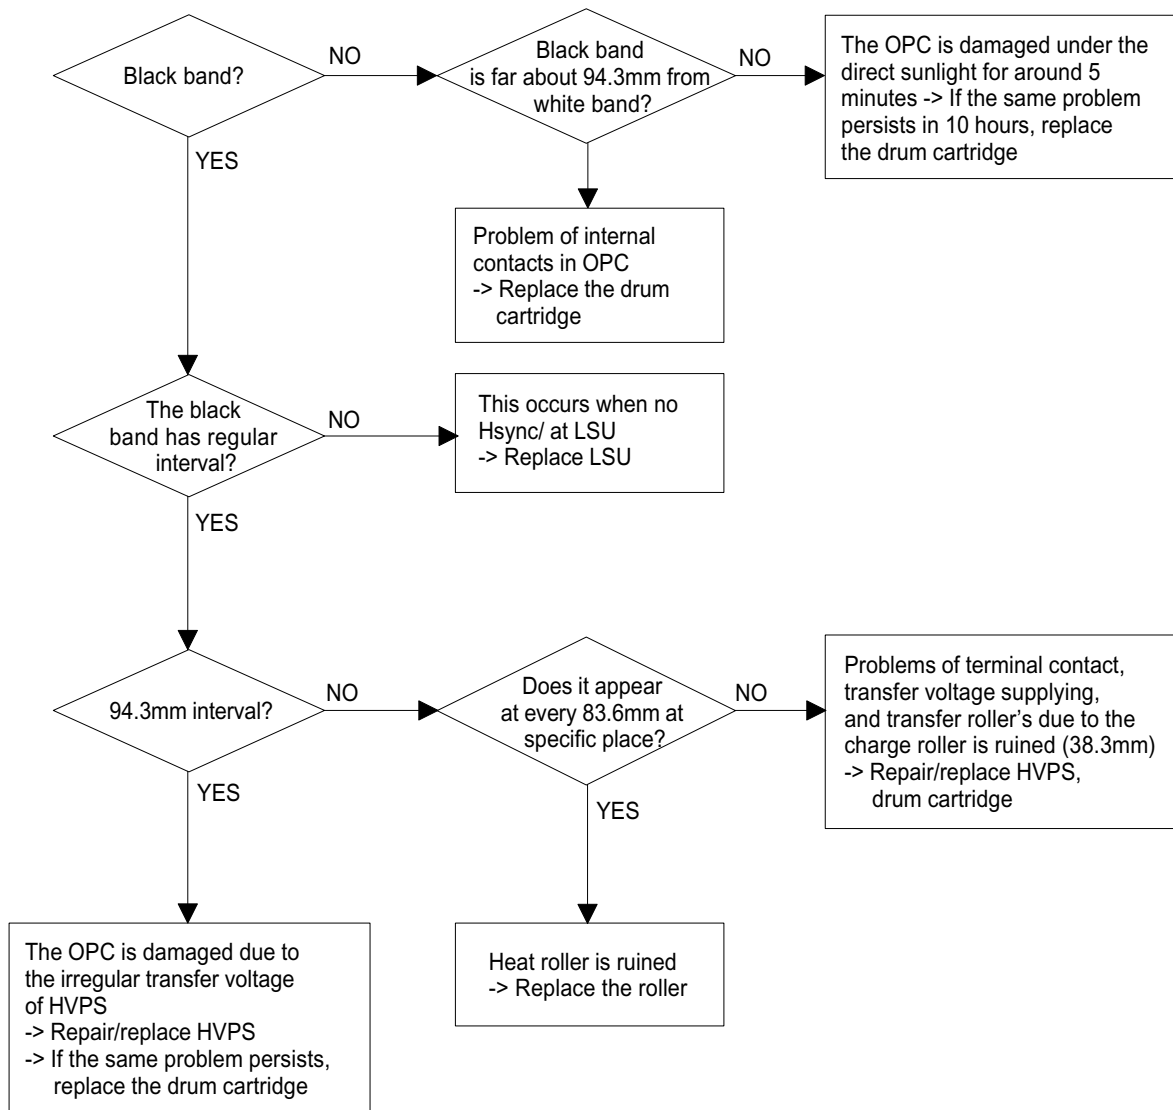 Black band?
NO
Black band
is far about 94.3mm from
white band?
NO
The OPC is damaged under the
direct sunlight for around 5
minutes -> If the same problem
persists in 10 hours, replace
the drum cartridge
YES
Problem of internal
contacts in OPC
-> Replace the drum
cartridge
The black
band has regular
interval?
NO
This occurs when no
Hsync/ at LSU
-> Replace LSU
YES
94.3mm interval?
NO
Does it appear
at every 83.6mm at
specific place?
NO
Problems of terminal contact,
transfer voltage supplying,
and transfer roller's due to the
charge roller is ruined (38.3mm)
-> Repair/replace HVPS,
drum cartridge
YES
YES
The OPC is damaged due to
the irregular transfer voltage
of HVPS
-> Repair/replace HVPS
-> If the same problem persists,
replace the drum cartridge
Heat roller is ruined
-> Replace the roller